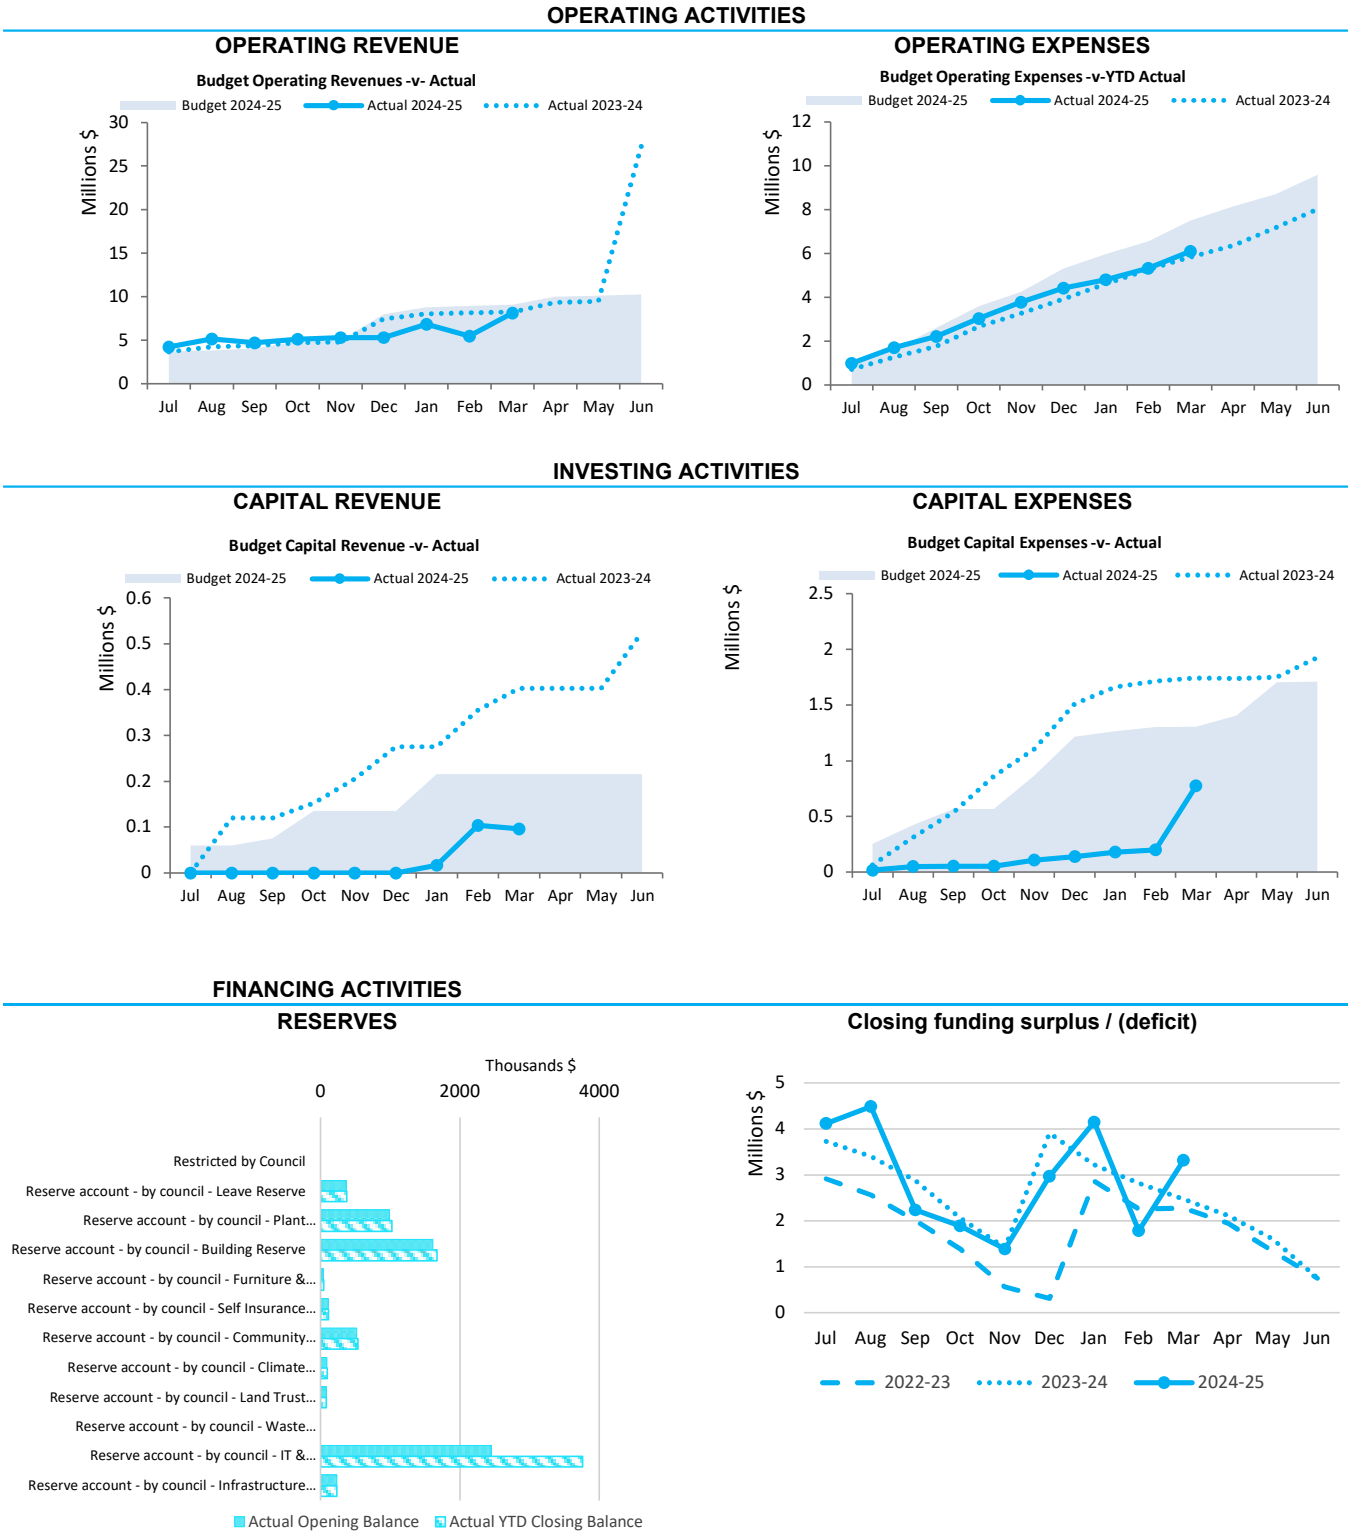 OPERATING ACTIVITIES
OPERATING REVENUE
Budget Operating Revenues -v- Actual
Budget 2024-25 Actual 2024-25 Actual 2023-24
Millions $
30
25
20
15
10
5
0
Jul Aug Sep Oct Nov Dec Jan Feb Mar Apr May Jun
OPERATING EXPENSES
Budget Operating Expenses -v-YTD Actual
Budget 2024-25 Actual 2024-25 Actual 2023-24
Millions $
12
10
8
6
4
2
0
Jul Aug Sep Oct Nov Dec Jan Feb Mar Apr May Jun
INVESTING ACTIVITIES
CAPITAL REVENUE
Budget Capital Revenue -v- Actual
Budget 2024-25 Actual 2024-25 Actual 2023-24
Millions $
0.6
0.5
0.4
0.3
0.2
0.1
0
Jul Aug Sep Oct Nov Dec Jan Feb Mar Apr May Jun
CAPITAL EXPENSES
Budget Capital Expenses -v- Actual
Budget 2024-25 Actual 2024-25 Actual 2023-24
Millions $
2.5
2
1.5
1
0.5
0
Jul Aug Sep Oct Nov Dec Jan Feb Mar Apr May Jun
FINANCING ACTIVITIES
RESERVES
Thousands $
0 2000 4000
Restricted by Council
Reserve account - by council - Leave Reserve
Reserve account - by council - Plant...
Reserve account - by council - Building Reserve
Reserve account - by council - Furniture &...
Reserve account - by council - Self Insurance...
Reserve account - by council - Community...
Reserve account - by council - Climate...
Reserve account - by council - Land Trust...
Reserve account - by council - Waste...
Reserve account - by council - IT &...
Reserve account - by council - Infrastructure...
Actual Opening Balance Actual YTD Closing Balance
Closing funding surplus / (deficit)
Millions $
5
4
3
2
1
0
Jul Aug Sep Oct Nov Dec Jan Feb Mar Apr May Jun
2022-23 2023-24 2024-25